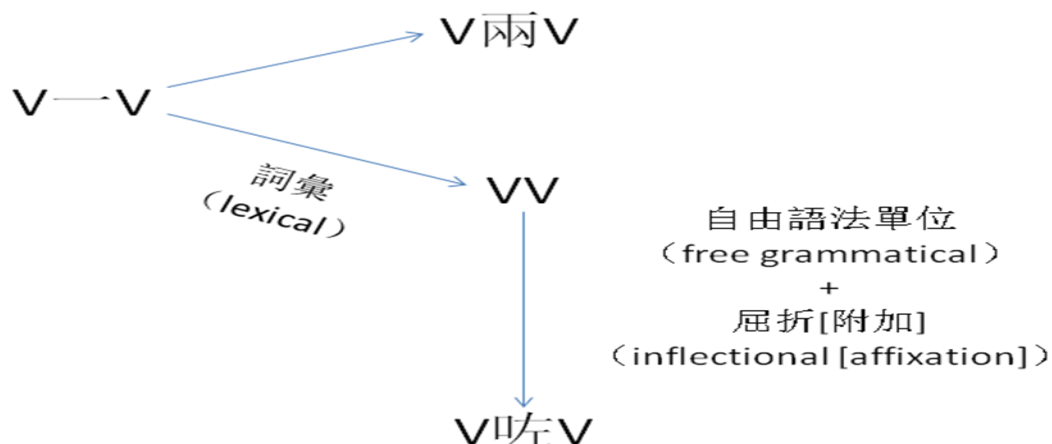 V兩V
V一V
詞彙
（lexical）
VV
自由語法單位
（free grammatical）
+
屈折[附加]
（inflectional [affixation]）
V咗V